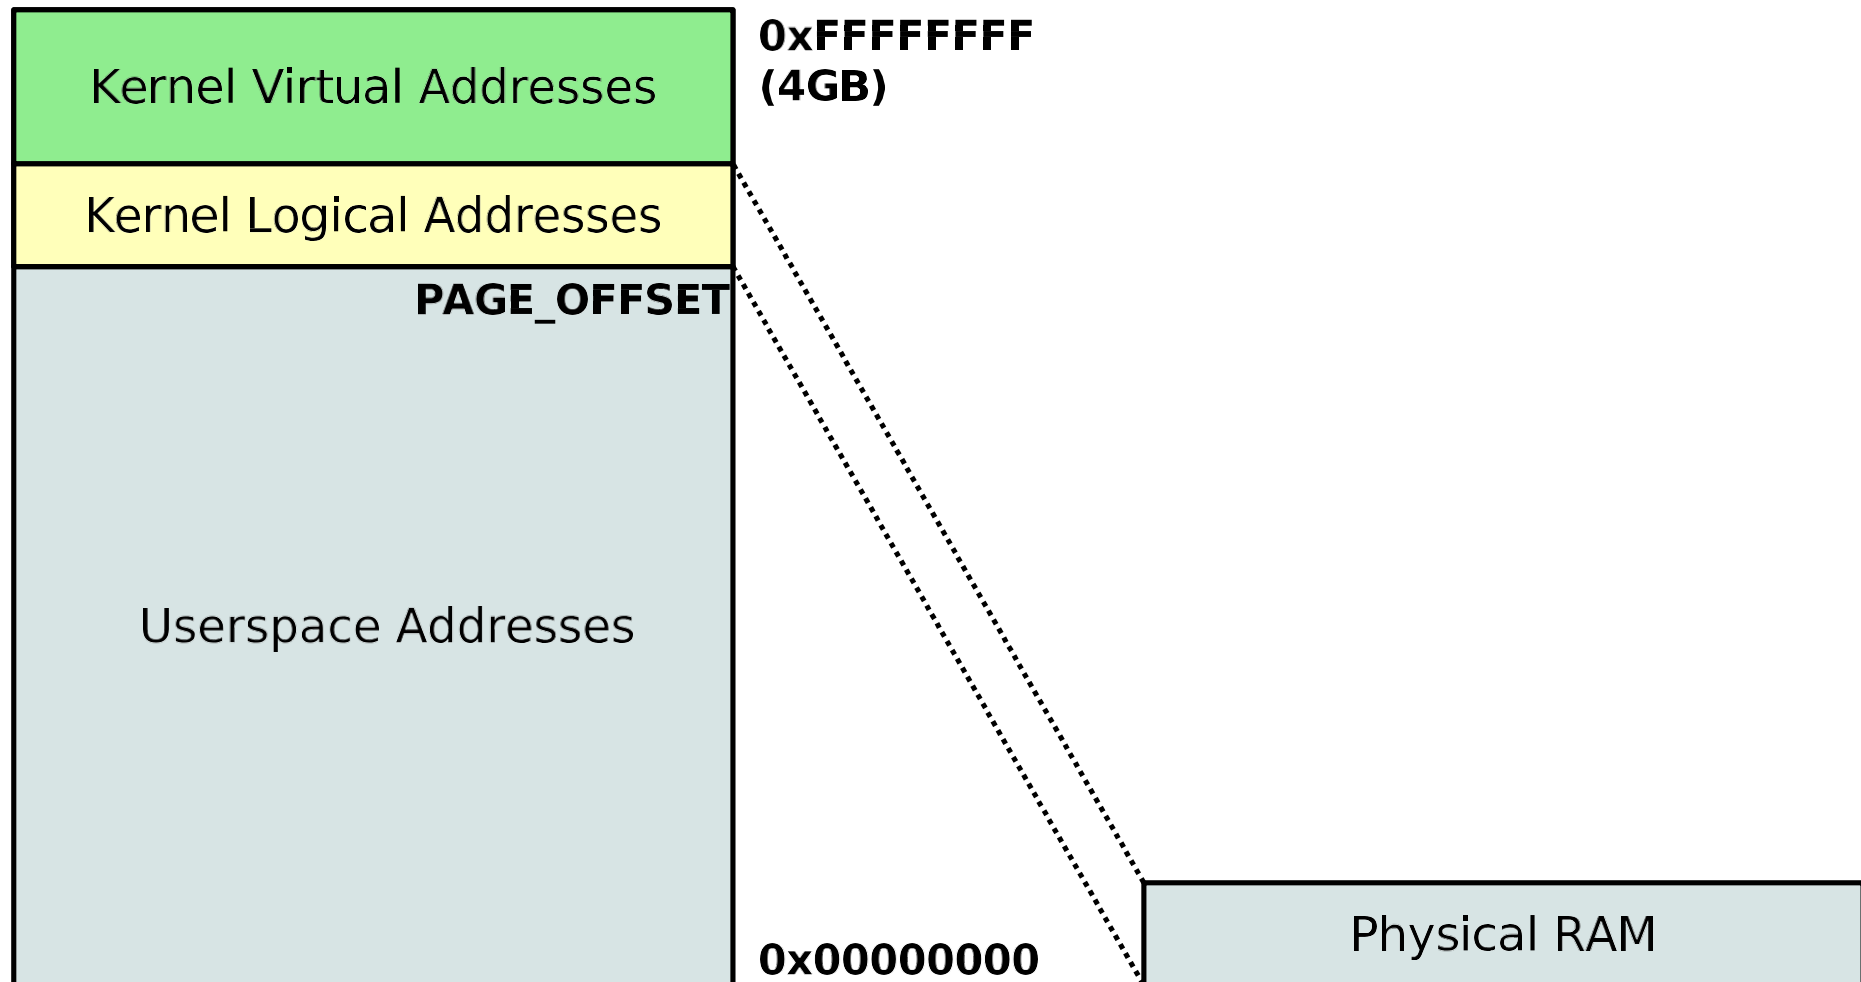 Kernel Virtual Addresses
0xFFFFFFFF
(4GB)
Kernel Logical Addresses
PAGE_OFFSET
Userspace Addresses
0x00000000
Physical RAM